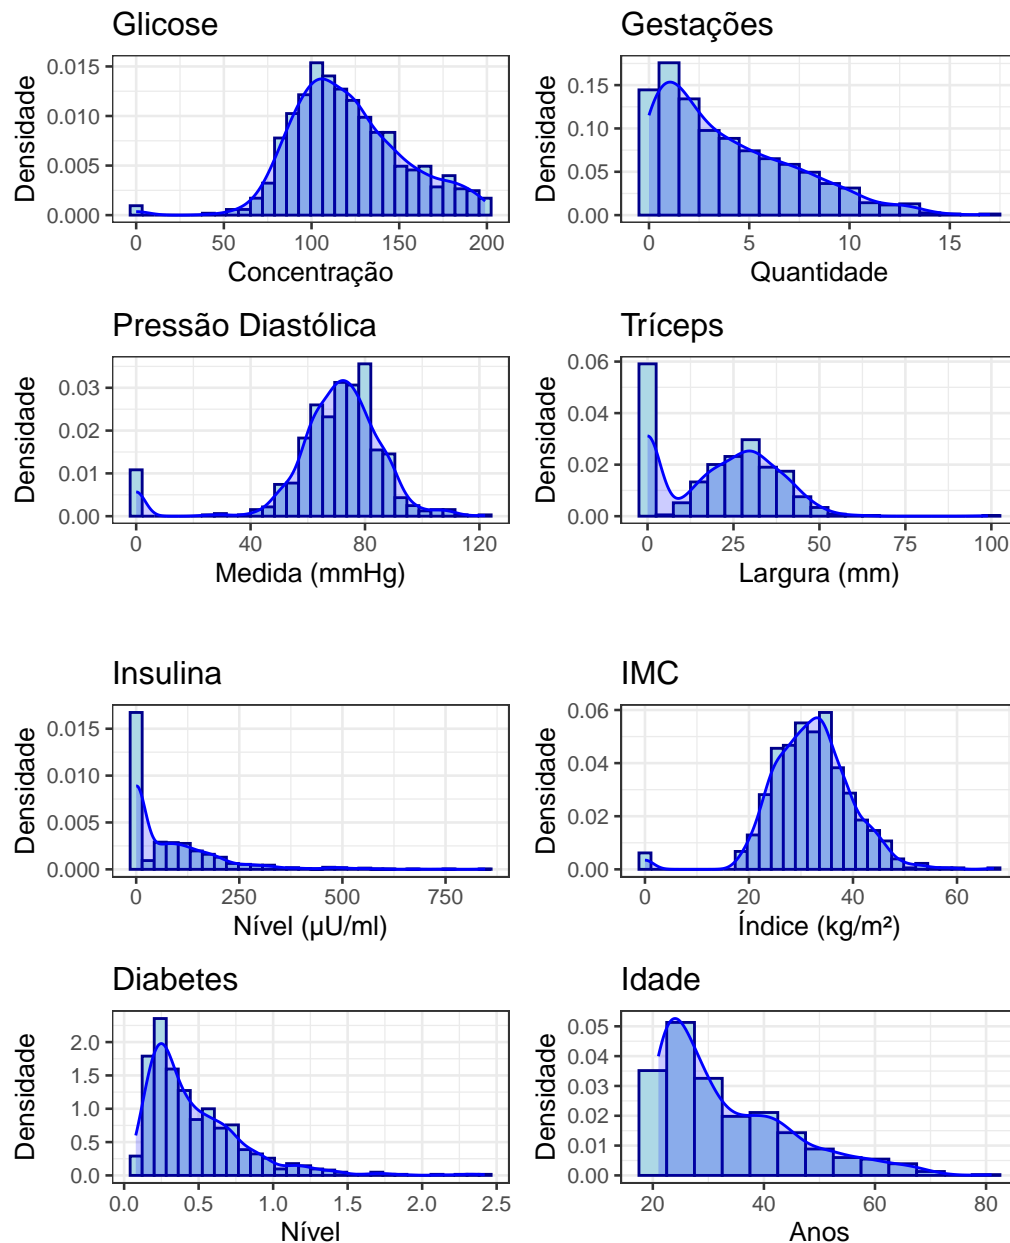 Glicose
Densidade
0.015
0.010
0.005
0.000
0 50 100 150 200
Concentração
Gestações
Densidade
0.15
0.10
0.05
0.00
0 5 10 15
Quantidade
Pressão Diastólica
Densidade
0.03
0.02
0.01
0.00
0 40 80 120
Medida (mmHg)
Tríceps
Densidade
0.06
0.04
0.02
0.00
0 25 50 75 100
Largura (mm)
Insulina
Densidade
0.015
0.010
0.005
0.000
0 250 500 750
Nível (µU/ml)
IMC
Densidade
0.06
0.04
0.02
0.00
0 20 40 60
Índice (kg/m²)
Diabetes
Densidade
2.0
1.5
1.0
0.5
0.0
0.0 0.5 1.0 1.5 2.0 2.5
Nível
Idade
Densidade
0.05
0.04
0.03
0.02
0.01
0.00
20 40 60 80
Anos